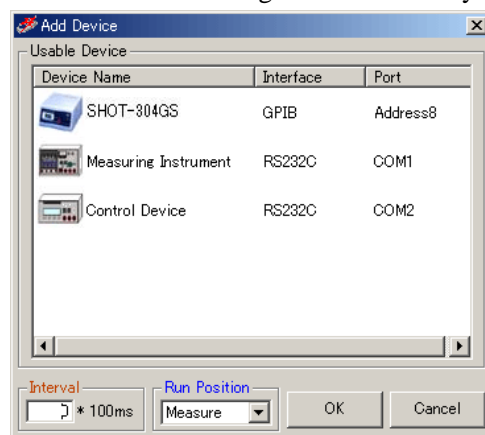 Add Device
Usable Device
Device Name Interface Port
SHOT-304GS GPIB Address8
Measuring Instrument RS232C COM1
Control Device RS232C COM2
Interval Run Position
* 100ms Measure OK Cancel